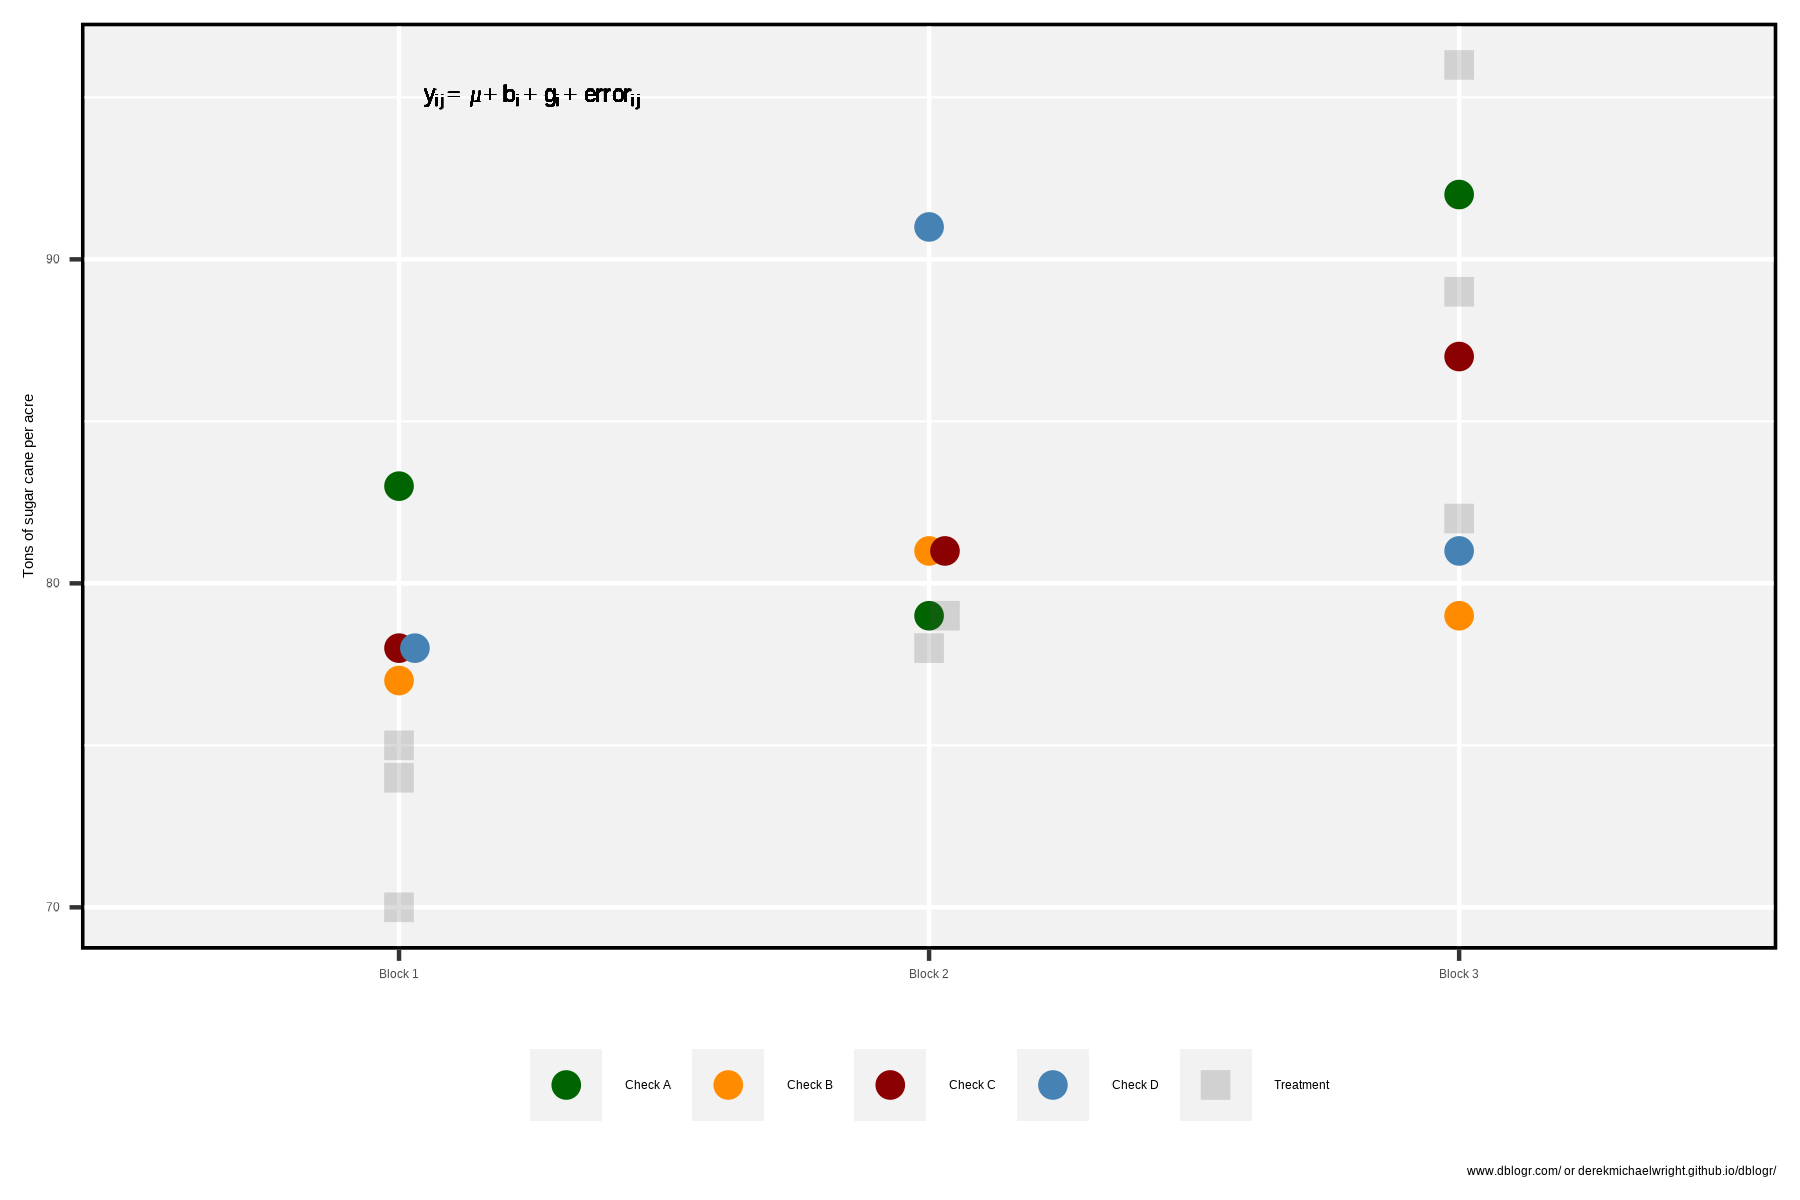 yij = μ + bi + gi + errorij
Tons of sugar cane per acre
90
80
70
Block 1 Block 2 Block 3
Check A Check B Check C Check D Treatment
www.dblogr.com/ or derekmichaelwright.github.io/dblogr/